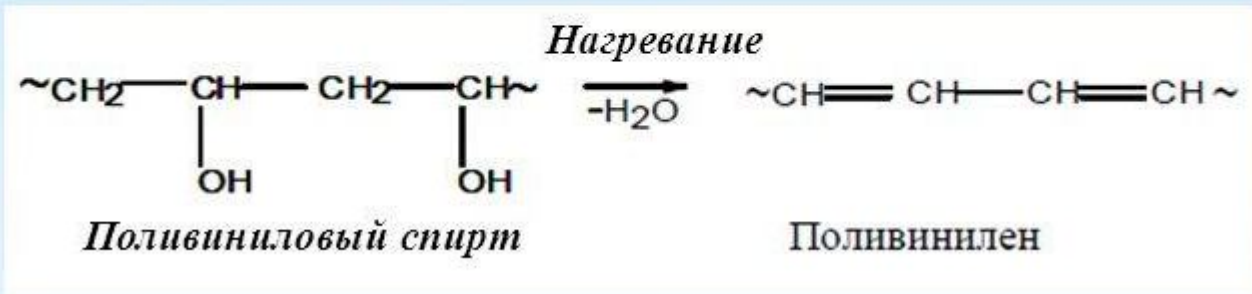 Нагревание
~CH2 CH CH2 CH~ ~CH CH CH CH~
-H2O
OH OH
Поливиниловый спирт Поливинилен